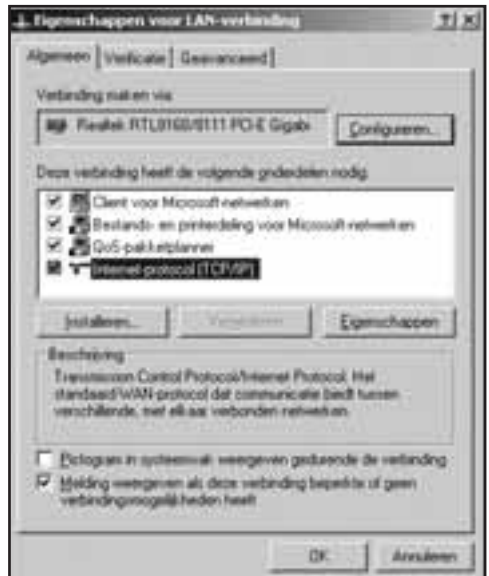 Eigenschappen voor LAN-verbinding
Algemeen
Verificatie
Geavanceerd
Verbinding maken via:
Realtek RTL8168/8111 PCI-E Gigabi
Configureren...
Deze verbinding heeft de volgende onderdelen nodig:
Client voor Microsoft-netwerken
Bestands- en printerdeling voor Microsoft-netwerken
QoS-pakketplanner
Internet-protocol (TCP/IP)
Installeren...
Verwijderen
Eigenschappen
Beschrijving
Transmission Control Protocol/Internet Protocol. Het
standaard WAN-protocol dat communicatie biedt tussen
verschillende, met elkaar verbonden netwerken.
Pictogram in systeemvak weergeven gedurende de verbinding
Melding weergeven als deze verbinding beperkte of geen
verbindingsmogelijkheden heeft
OK
Annuleren